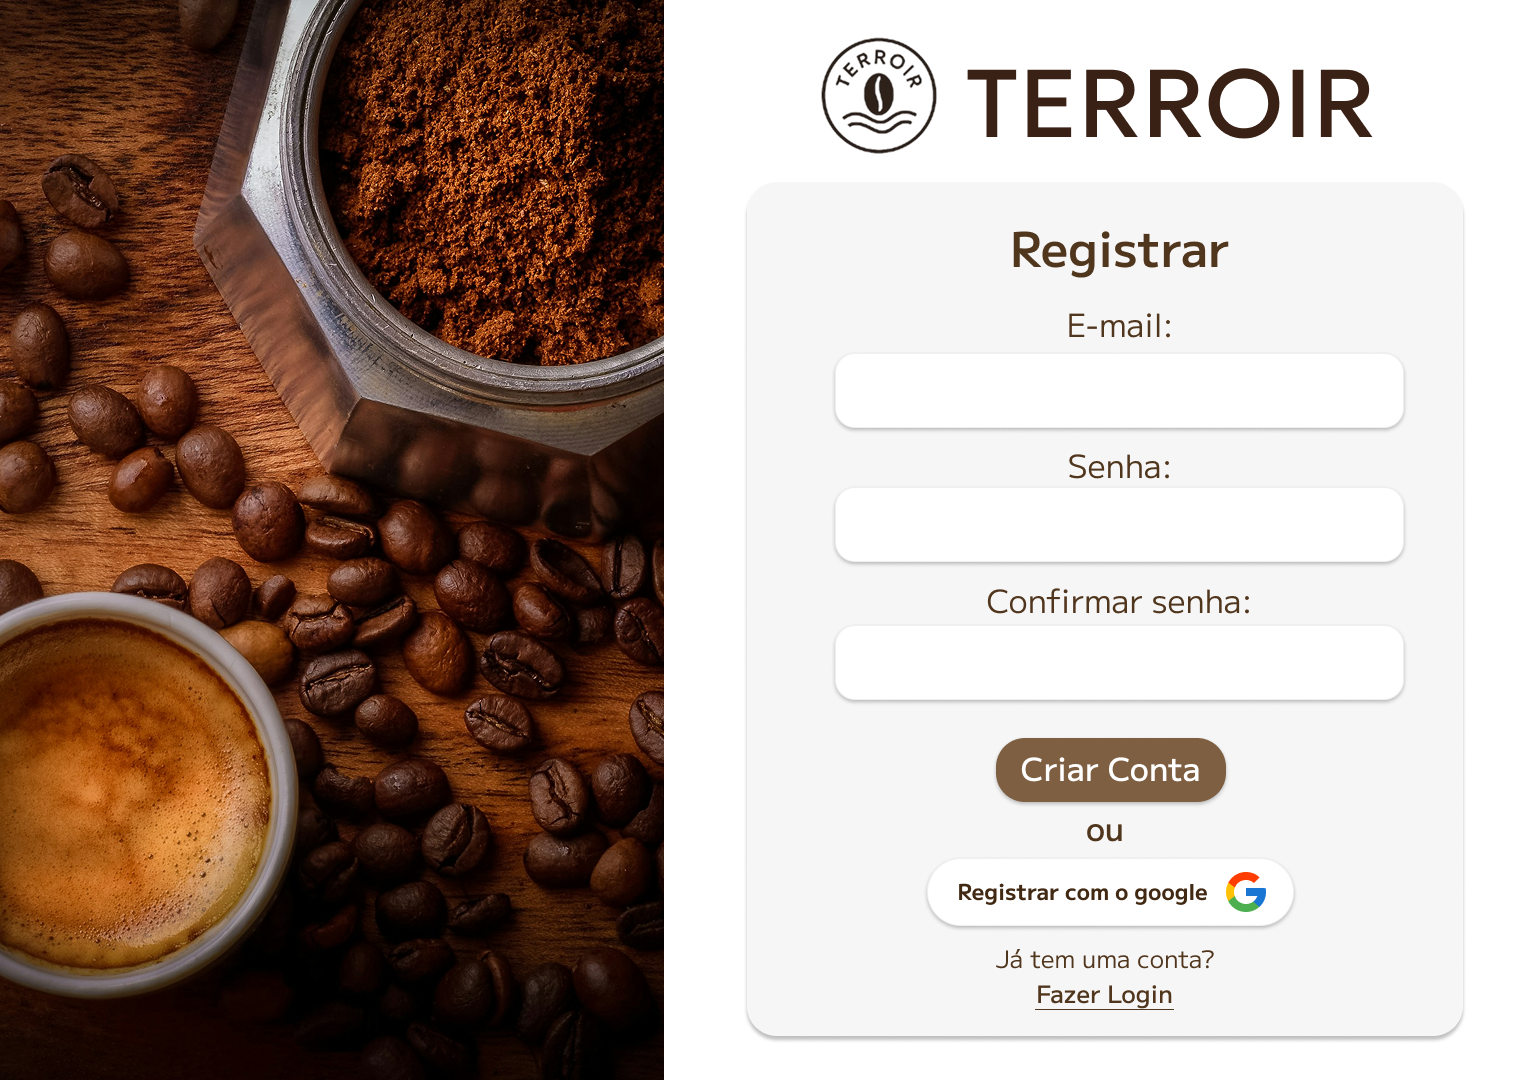 TERROIR
TERROIR
Registrar
E-mail:
Senha:
Confirmar senha:
Criar Conta
ou
Registrar com o google
Já tem uma conta?
Fazer Login